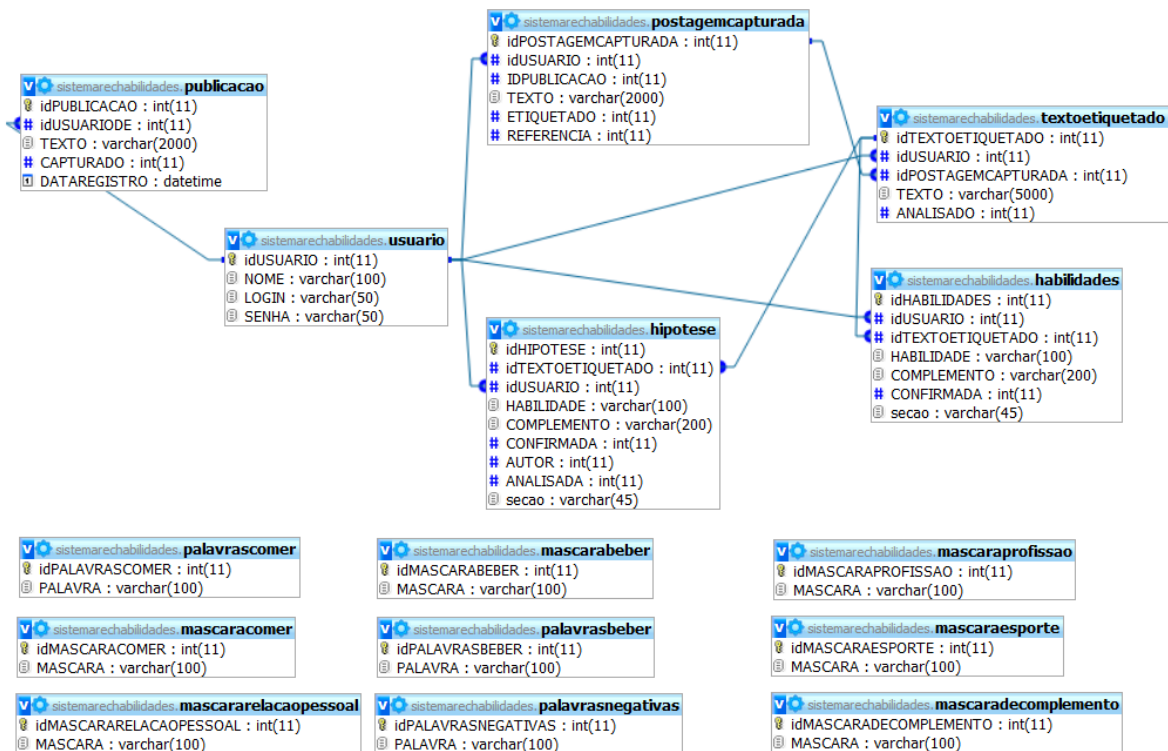 sistemarechabilidades.postagemcapturada
idPOSTAGEMCAPTURADA : int(11)
idUSUARIO : int(11)
IDPUBLICACAO : int(11)
TEXTO : varchar(2000)
ETIQUETADO : int(11)
REFERENCIA : int(11)
sistemarechabilidades.publicacao
idPUBLICACAO : int(11)
idUSUARIODE : int(11)
TEXTO : varchar(2000)
CAPTURADO : int(11)
DATAREGISTRO : datetime
sistemarechabilidades.textoetiquetado
idTEXTOETIQUETADO : int(11)
idUSUARIO : int(11)
idPOSTAGEMCAPTURADA : int(11)
TEXTO : varchar(5000)
ANALISADO : int(11)
sistemarechabilidades.usuario
idUSUARIO : int(11)
NOME : varchar(100)
LOGIN : varchar(50)
SENHA : varchar(50)
sistemarechabilidades.habilidades
idHABILIDADES : int(11)
idUSUARIO : int(11)
idTEXTOETIQUETADO : int(11)
HABILIDADE : varchar(100)
COMPLEMENTO : varchar(200)
CONFIRMADA : int(11)
secao : varchar(45)
sistemarechabilidades.hipotese
idHIPOTESE : int(11)
idTEXTOETIQUETADO : int(11)
idUSUARIO : int(11)
HABILIDADE : varchar(100)
COMPLEMENTO : varchar(200)
CONFIRMADA : int(11)
AUTOR : int(11)
ANALISADA : int(11)
secao : varchar(45)
sistemarechabilidades.palavrascomer
idPALAVRASCOMER : int(11)
PALAVRA : varchar(100)
sistemarechabilidades.mascarabeber
idMASCARABEBER : int(11)
MASCARA : varchar(100)
sistemarechabilidades.mascaraprofissao
idMASCARAPROFISSAO : int(11)
MASCARA : varchar(100)
sistemarechabilidades.mascaracomer
idMASCARACOMER : int(11)
MASCARA : varchar(100)
sistemarechabilidades.palavrasbeber
idPALAVRASBEBER : int(11)
PALAVRA : varchar(100)
sistemarechabilidades.mascaraesporte
idMASCARAESPORTE : int(11)
MASCARA : varchar(100)
sistemarechabilidades.mascararelacaopessoal
idMASCARARELACAOPESSOAL : int(11)
MASCARA : varchar(100)
sistemarechabilidades.palavrasnegativas
idPALAVRASNEGATIVAS : int(11)
PALAVRA : varchar(100)
sistemarechabilidades.mascaradecomplemento
idMASCARADECOMPLEMENTO : int(11)
MASCARA : varchar(100)